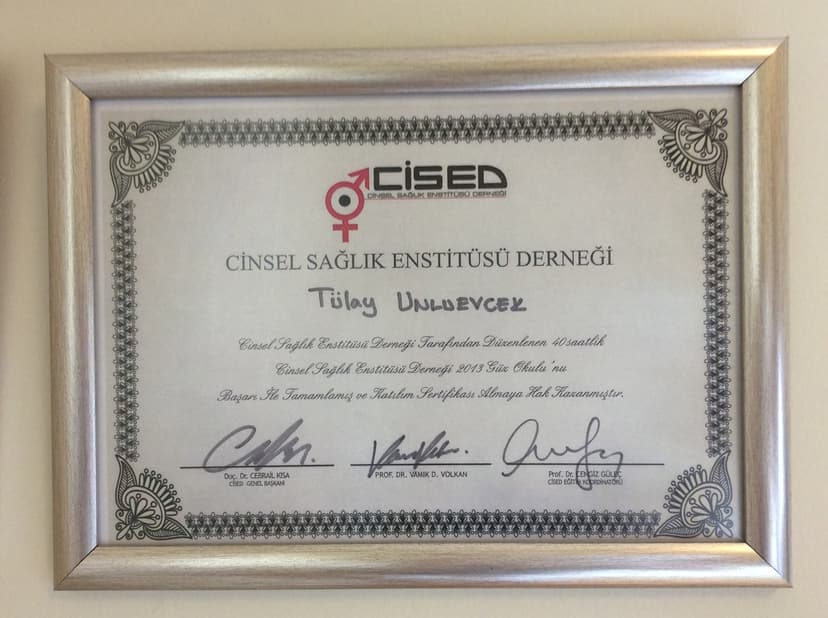 CİSED
CİNSEL SAĞLIK ENSTİTÜSÜ DERNEĞİ
CİNSEL SAĞLIK ENSTİTÜSÜ DERNEĞİ
Tülay UNLUEVCEK
Cinsel Sağlık Enstitüsü Derneği Tarafından Düzenlenen 40 saatlik
Cinsel Sağlık Enstitüsü Derneği 2013 Güz Okulu'nu
Başarı İle Tamamlamış ve Katılım Sertifikası Almaya Hak Kazanmıştır.
Doç. Dr. CEBRAİL KISA
CİSED GENEL BAŞKANI
PROF. DR. VAMIK D. VOLKAN
Prof. Dr. CENGİZ GÜLEÇ
CİSED EĞİTİM KOORDİNATÖRÜ